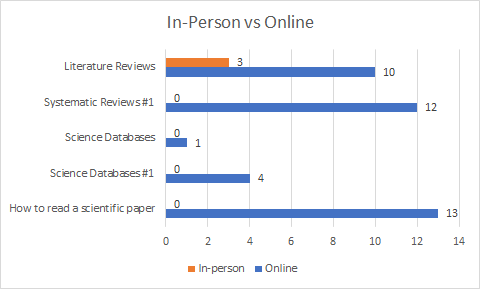 In-Person vs Online
Literature Reviews
3
10
Systematic Reviews #1
0
12
Science Databases
0
1
Science Databases #1
0
4
How to read a scientific paper
0
13
0 2 4 6 8 10 12 14
In-person Online